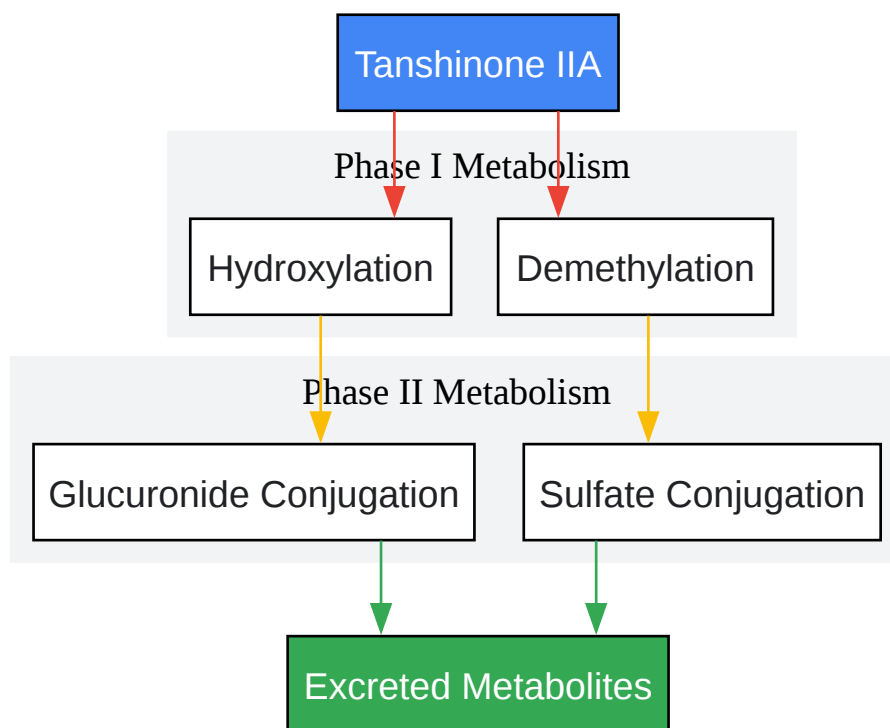 Tanshinone IIA
Phase I Metabolism
Hydroxylation
Demethylation
Phase II Metabolism
Glucuronide Conjugation
Sulfate Conjugation
Excreted Metabolites